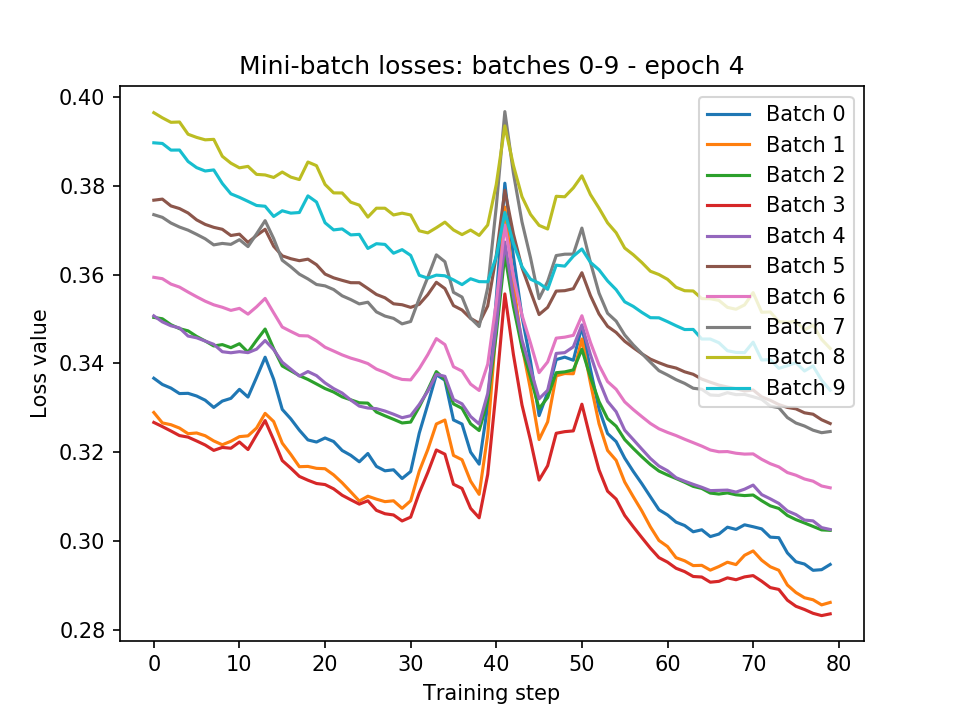 Mini-batch losses: batches 0-9 - epoch 4
0.40
0.38
0.36
0.34
0.32
0.30
0.28
Loss value
Batch 0
Batch 1
Batch 2
Batch 3
Batch 4
Batch 5
Batch 6
Batch 7
Batch 8
Batch 9
0 10 20 30 40 50 60 70 80
Training step